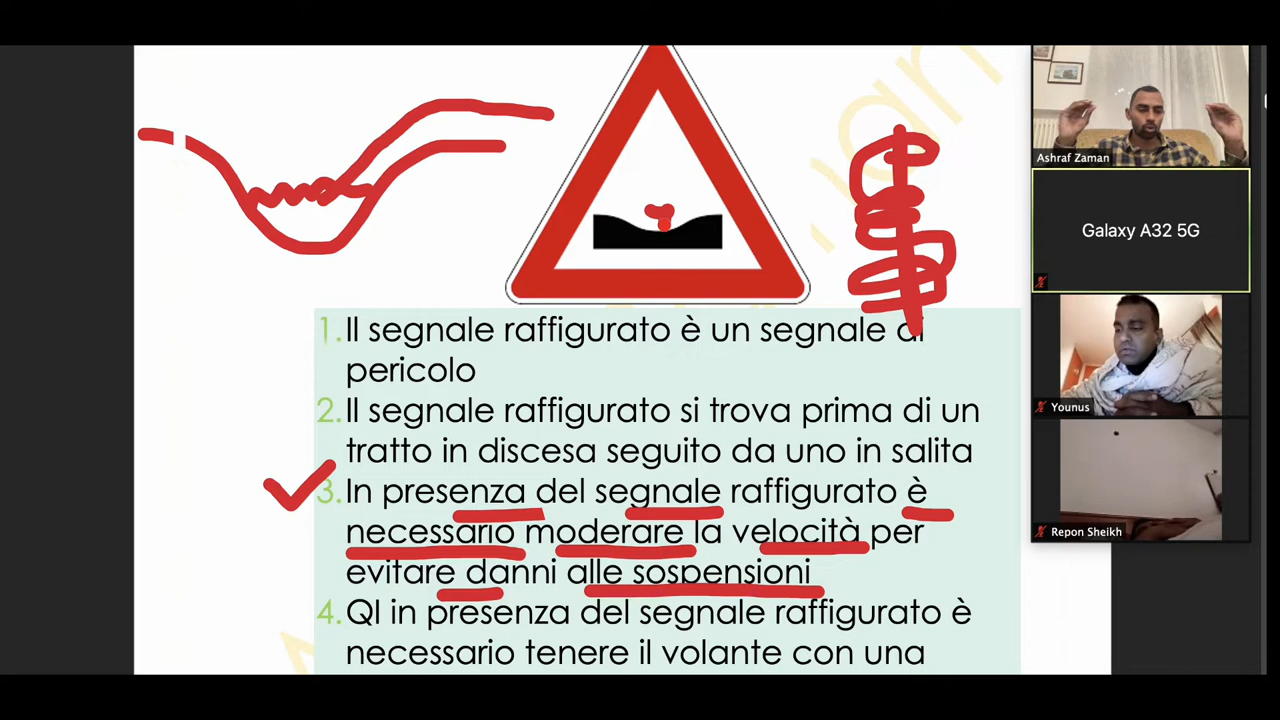 1. Il segnale raffigurato è un segnale di
pericolo
2. Il segnale raffigurato si trova prima di un
tratto in discesa seguito da uno in salita
3. In presenza del segnale raffigurato è
necessario moderare la velocità per
evitare danni alle sospensioni
4. QI in presenza del segnale raffigurato è
necessario tenere il volante con una
Ashraf Zaman
Galaxy A32 5G
Younus
Repon Sheikh